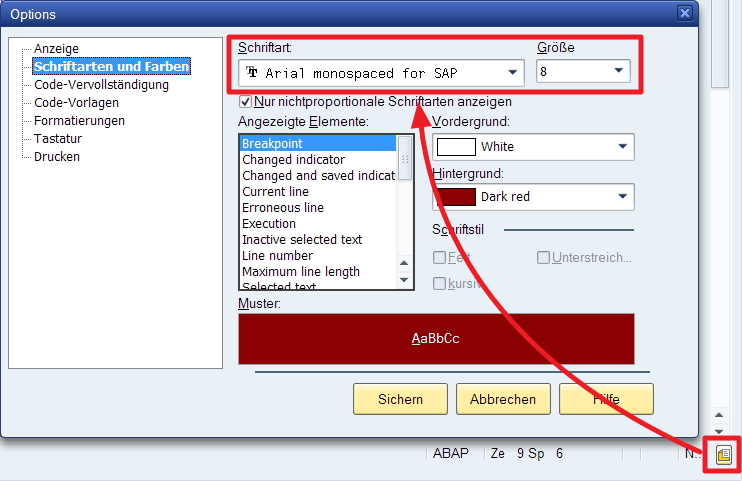 Options
Anzeige
Schriftarten und Farben
Code-Vervollständigung
Code-Vorlagen
Formatierungen
Tastatur
Drucken
Schriftart:
Größe
Arial monospaced for SAP
8
Nur nichtproportionale Schriftarten anzeigen
Angezeigte Elemente:
Breakpoint
Changed indicator
Changed and saved indicat
Current line
Erroneous line
Execution
Inactive selected text
Line number
Maximum line length
Selected text
Vordergrund:
White
Hintergrund:
Dark red
Schriftstil
Fett
Unterstreich...
kursiv
Muster:
AaBbCc
Sichern
Abbrechen
Hilfe
ABAP Ze 9 Sp 6 N..